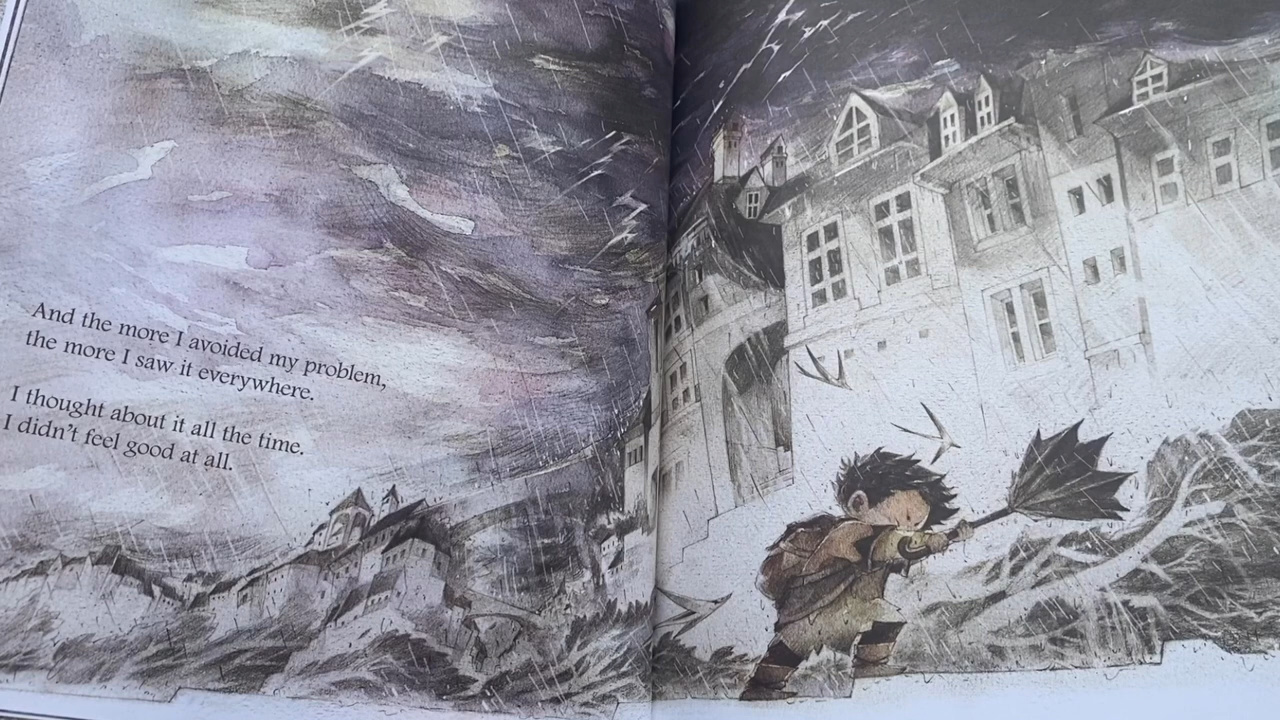 And the more I avoided my problem,
the more I saw it everywhere.
I thought about it all the time.
I didn't feel good at all.